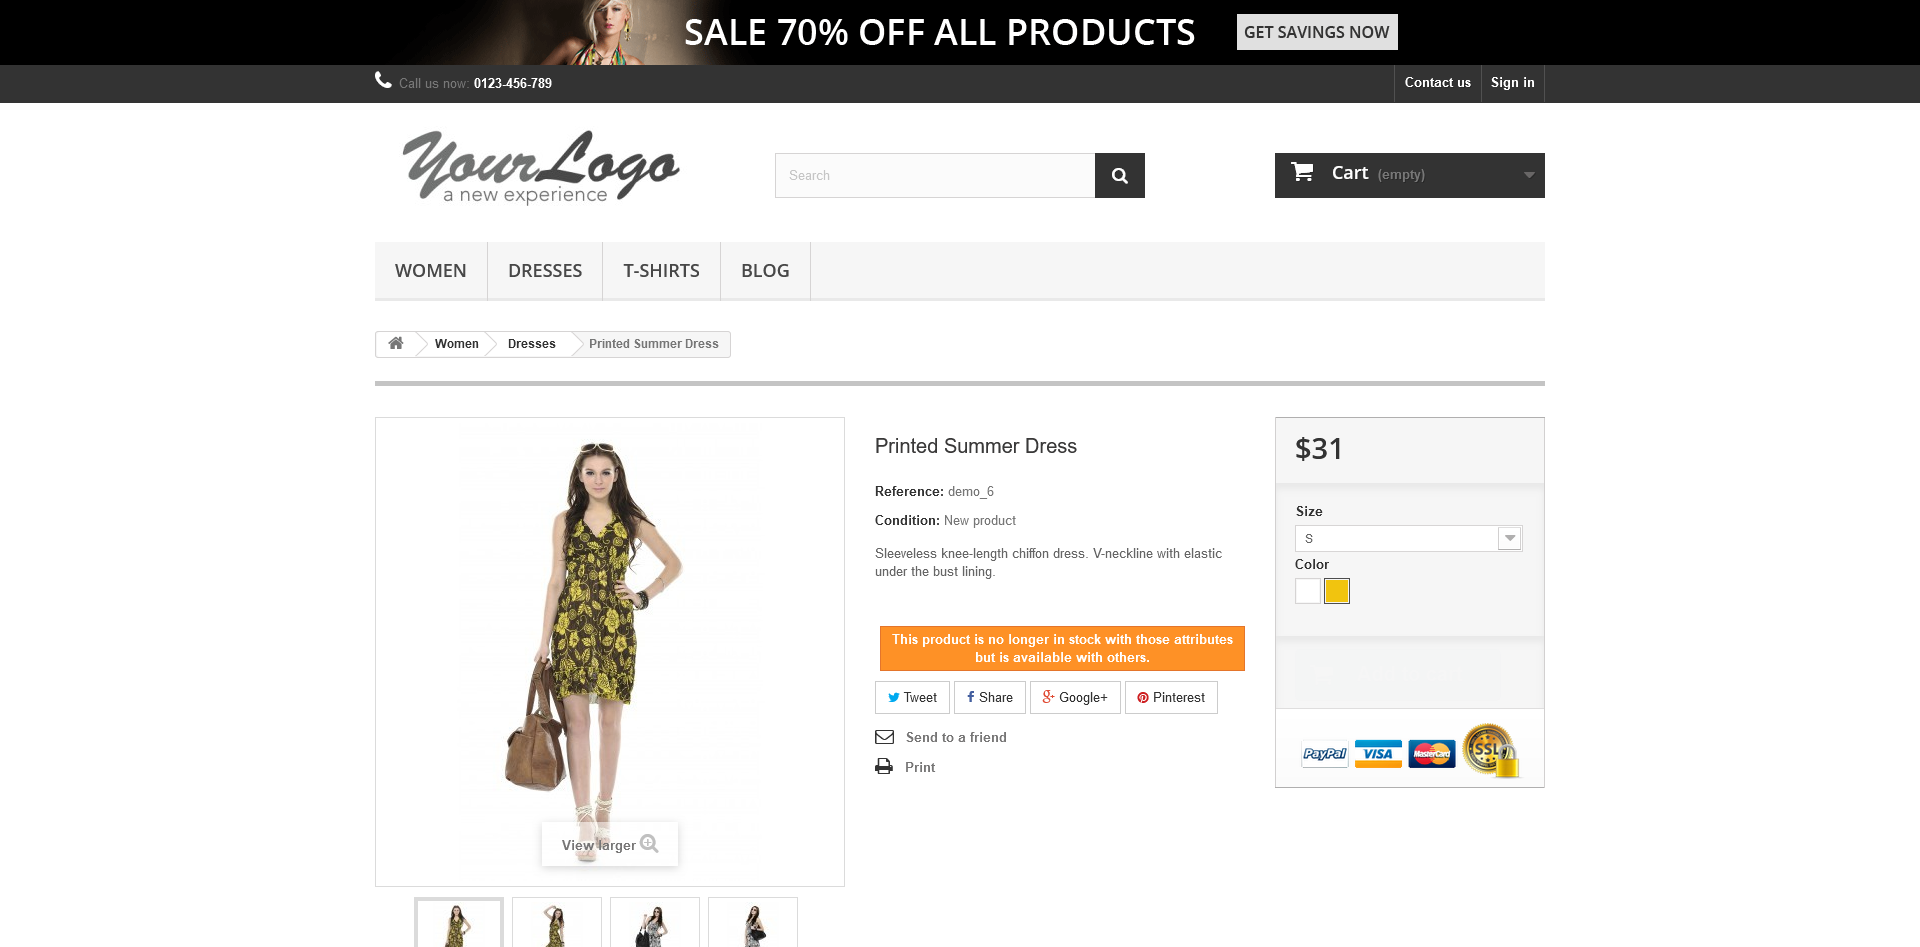 SALE 70% OFF ALL PRODUCTS
GET SAVINGS NOW
Call us now: 0123-456-789
Contact us
Sign in
YourLogo
a new experience
Search
Cart (empty)
WOMEN
DRESSES
T-SHIRTS
BLOG
Women
Dresses
Printed Summer Dress
View larger
Printed Summer Dress
Reference: demo_6
Condition: New product
Sleeveless knee-length chiffon dress. V-neckline with elastic
under the bust lining.
This product is no longer in stock with those attributes
but is available with others.
Tweet
Share
Google+
Pinterest
Send to a friend
Print
$31
Size
S
Color
PayPal
VISA
MasterCard
SSL